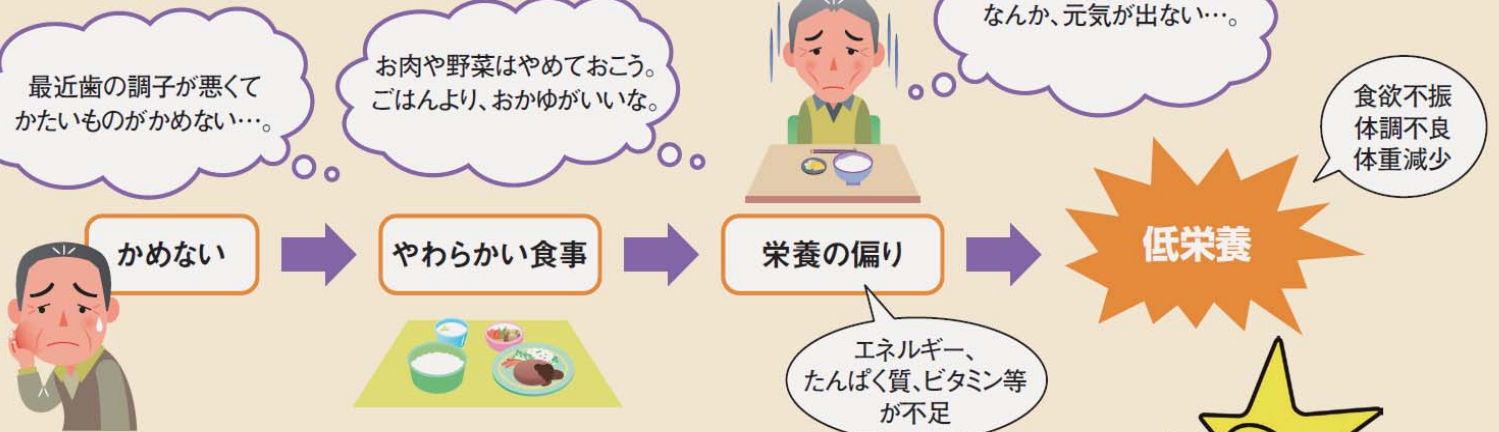 最近歯の調子が悪くて
かたいものがかめない…。
お肉や野菜はやめておこう。
ごはんより、おかゆがいいな。
なんか、元気が出ない…。
食欲不振
体調不良
体重減少
かめない
やわらかい食事
栄養の偏り
低栄養
エネルギー、
たんぱく質、ビタミン等
が不足